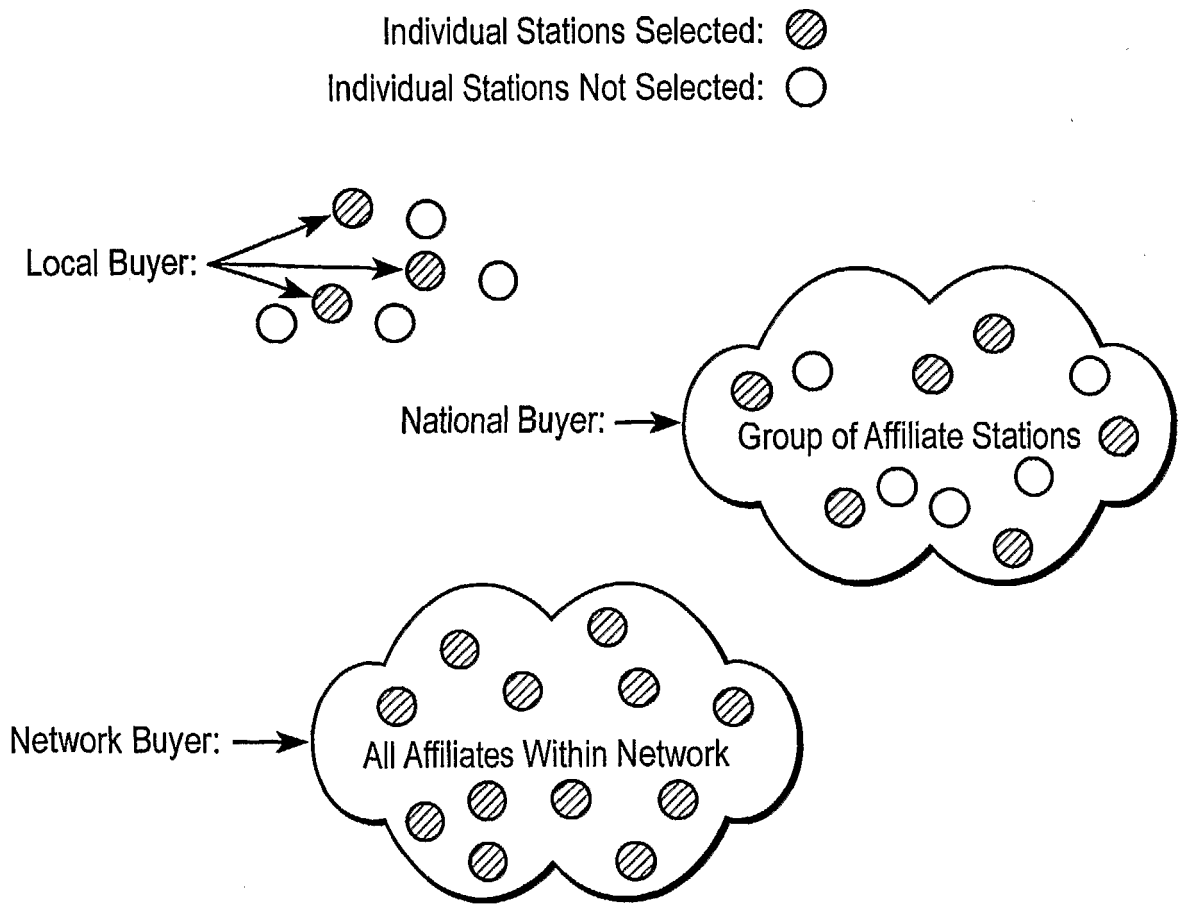 Individual Stations Selected:
Individual Stations Not Selected:
Local Buyer:
National Buyer:
Group of Affiliate Stations
Network Buyer:
All Affiliates Within Network